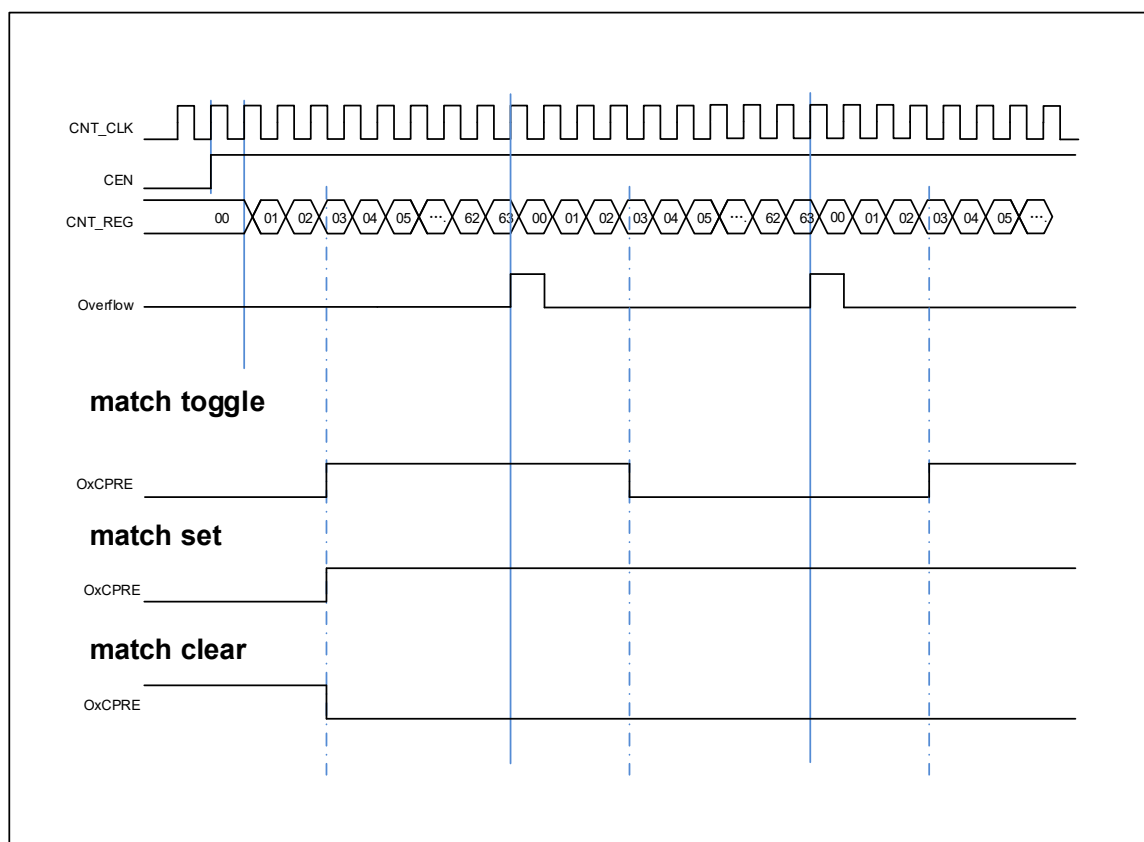 CNT_CLK
CEN
CNT_REG 00 01 02 03 04 05 ···. 62 63 00 01 02 03 04 05 ···. 62 63 00 01 02 03 04 05 ···.
Overflow
match toggle
OxCPRE
match set
OxCPRE
match clear
OxCPRE